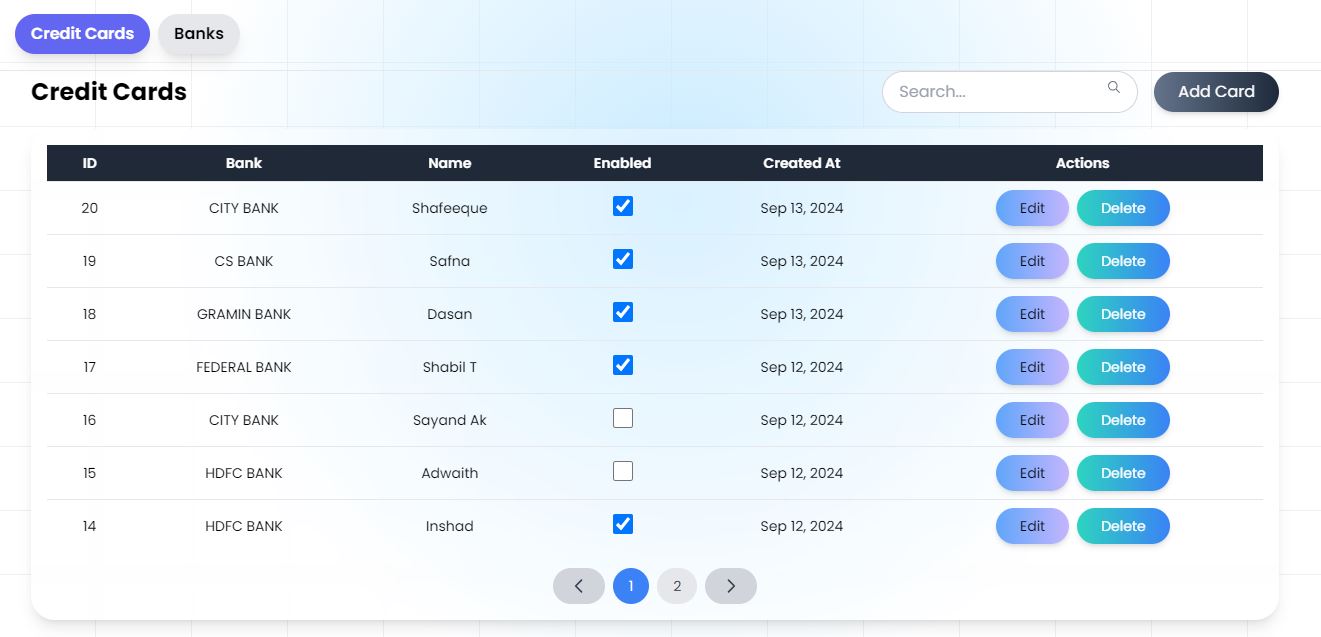 Credit Cards Banks
Credit Cards Search... Add Card
ID Bank Name Enabled Created At Actions
20 CITY BANK Shafeeque Sep 13, 2024 Edit Delete
19 CS BANK Safna Sep 13, 2024 Edit Delete
18 GRAMIN BANK Dasan Sep 13, 2024 Edit Delete
17 FEDERAL BANK Shabil T Sep 12, 2024 Edit Delete
16 CITY BANK Sayand Ak Sep 12, 2024 Edit Delete
15 HDFC BANK Adwaith Sep 12, 2024 Edit Delete
14 HDFC BANK Inshad Sep 12, 2024 Edit Delete
1 2